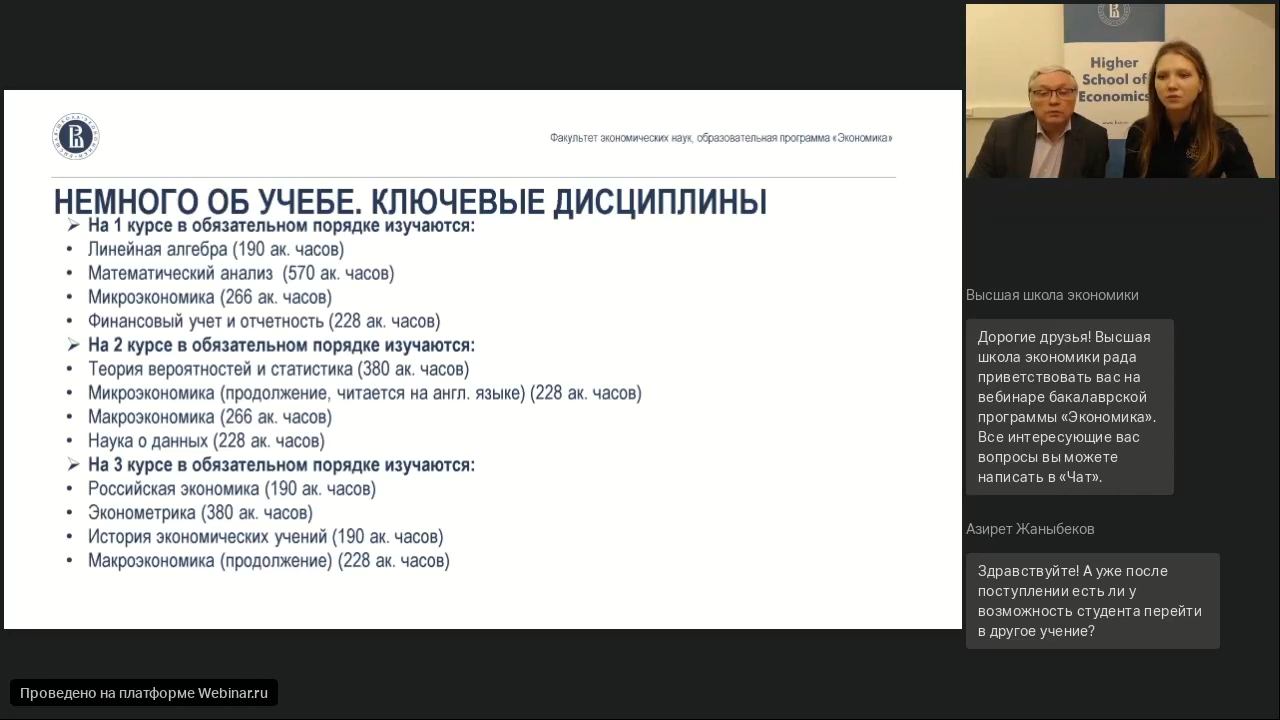 Факультет экономических наук, образовательная программа «Экономика»
НЕМНОГО ОБ УЧЕБЕ. КЛЮЧЕВЫЕ ДИСЦИПЛИНЫ
На 1 курсе в обязательном порядке изучаются:
Линейная алгебра (190 ак. часов)
Математический анализ (570 ак. часов)
Микроэкономика (266 ак. часов)
Финансовый учет и отчетность (228 ак. часов)
На 2 курсе в обязательном порядке изучаются:
Теория вероятностей и статистика (380 ак. часов)
Микроэкономика (продолжение, читается на англ. языке) (228 ак. часов)
Макроэкономика (266 ак. часов)
Наука о данных (228 ак. часов)
На 3 курсе в обязательном порядке изучаются:
Российская экономика (190 ак. часов)
Эконометрика (380 ак. часов)
История экономических учений (190 ак. часов)
Макроэкономика (продолжение) (228 ак. часов)
Higher
School of
Economics
Высшая школа экономики
Дорогие друзья! Высшая
школа экономики рада
приветствовать вас на
вебинаре бакалаврской
программы «Экономика».
Все интересующие вас
вопросы вы можете
написать в «Чат».
Азирет Жаныбеков
Здравствуйте! А уже после
поступлении есть ли у
возможность студента перейти
в другое учение?
Проведено на платформе Webinar.ru